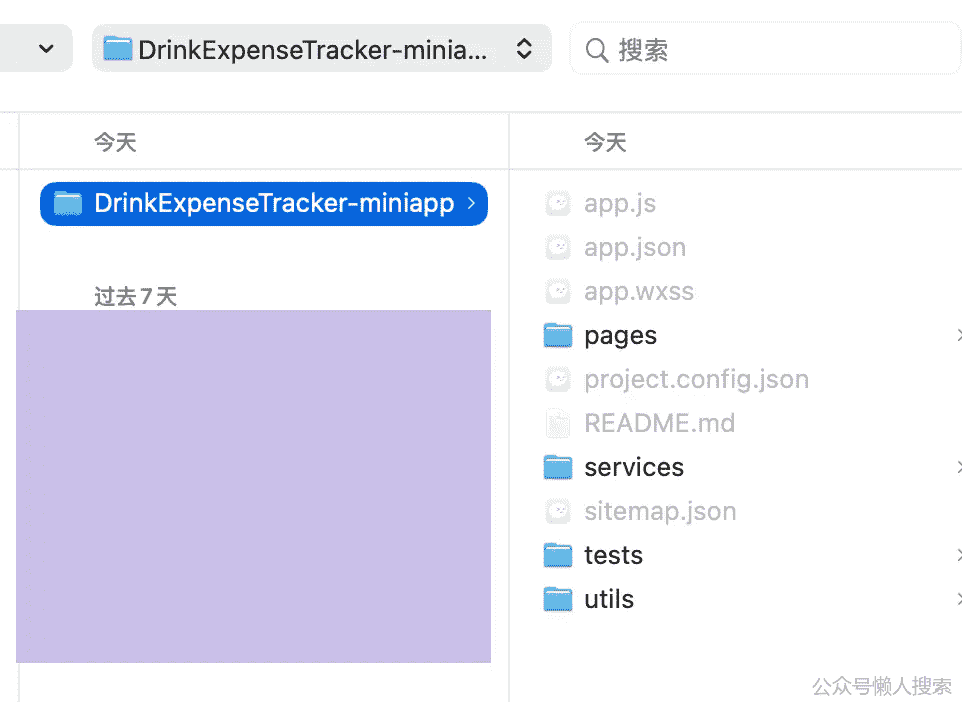 DrinkExpenseTracker-minia...
搜索
今天
DrinkExpenseTracker-miniapp
过去7天
今天
app.js
app.json
app.wxss
pages
project.config.json
README.md
services
sitemap.json
tests
utils
公众号懒人搜索